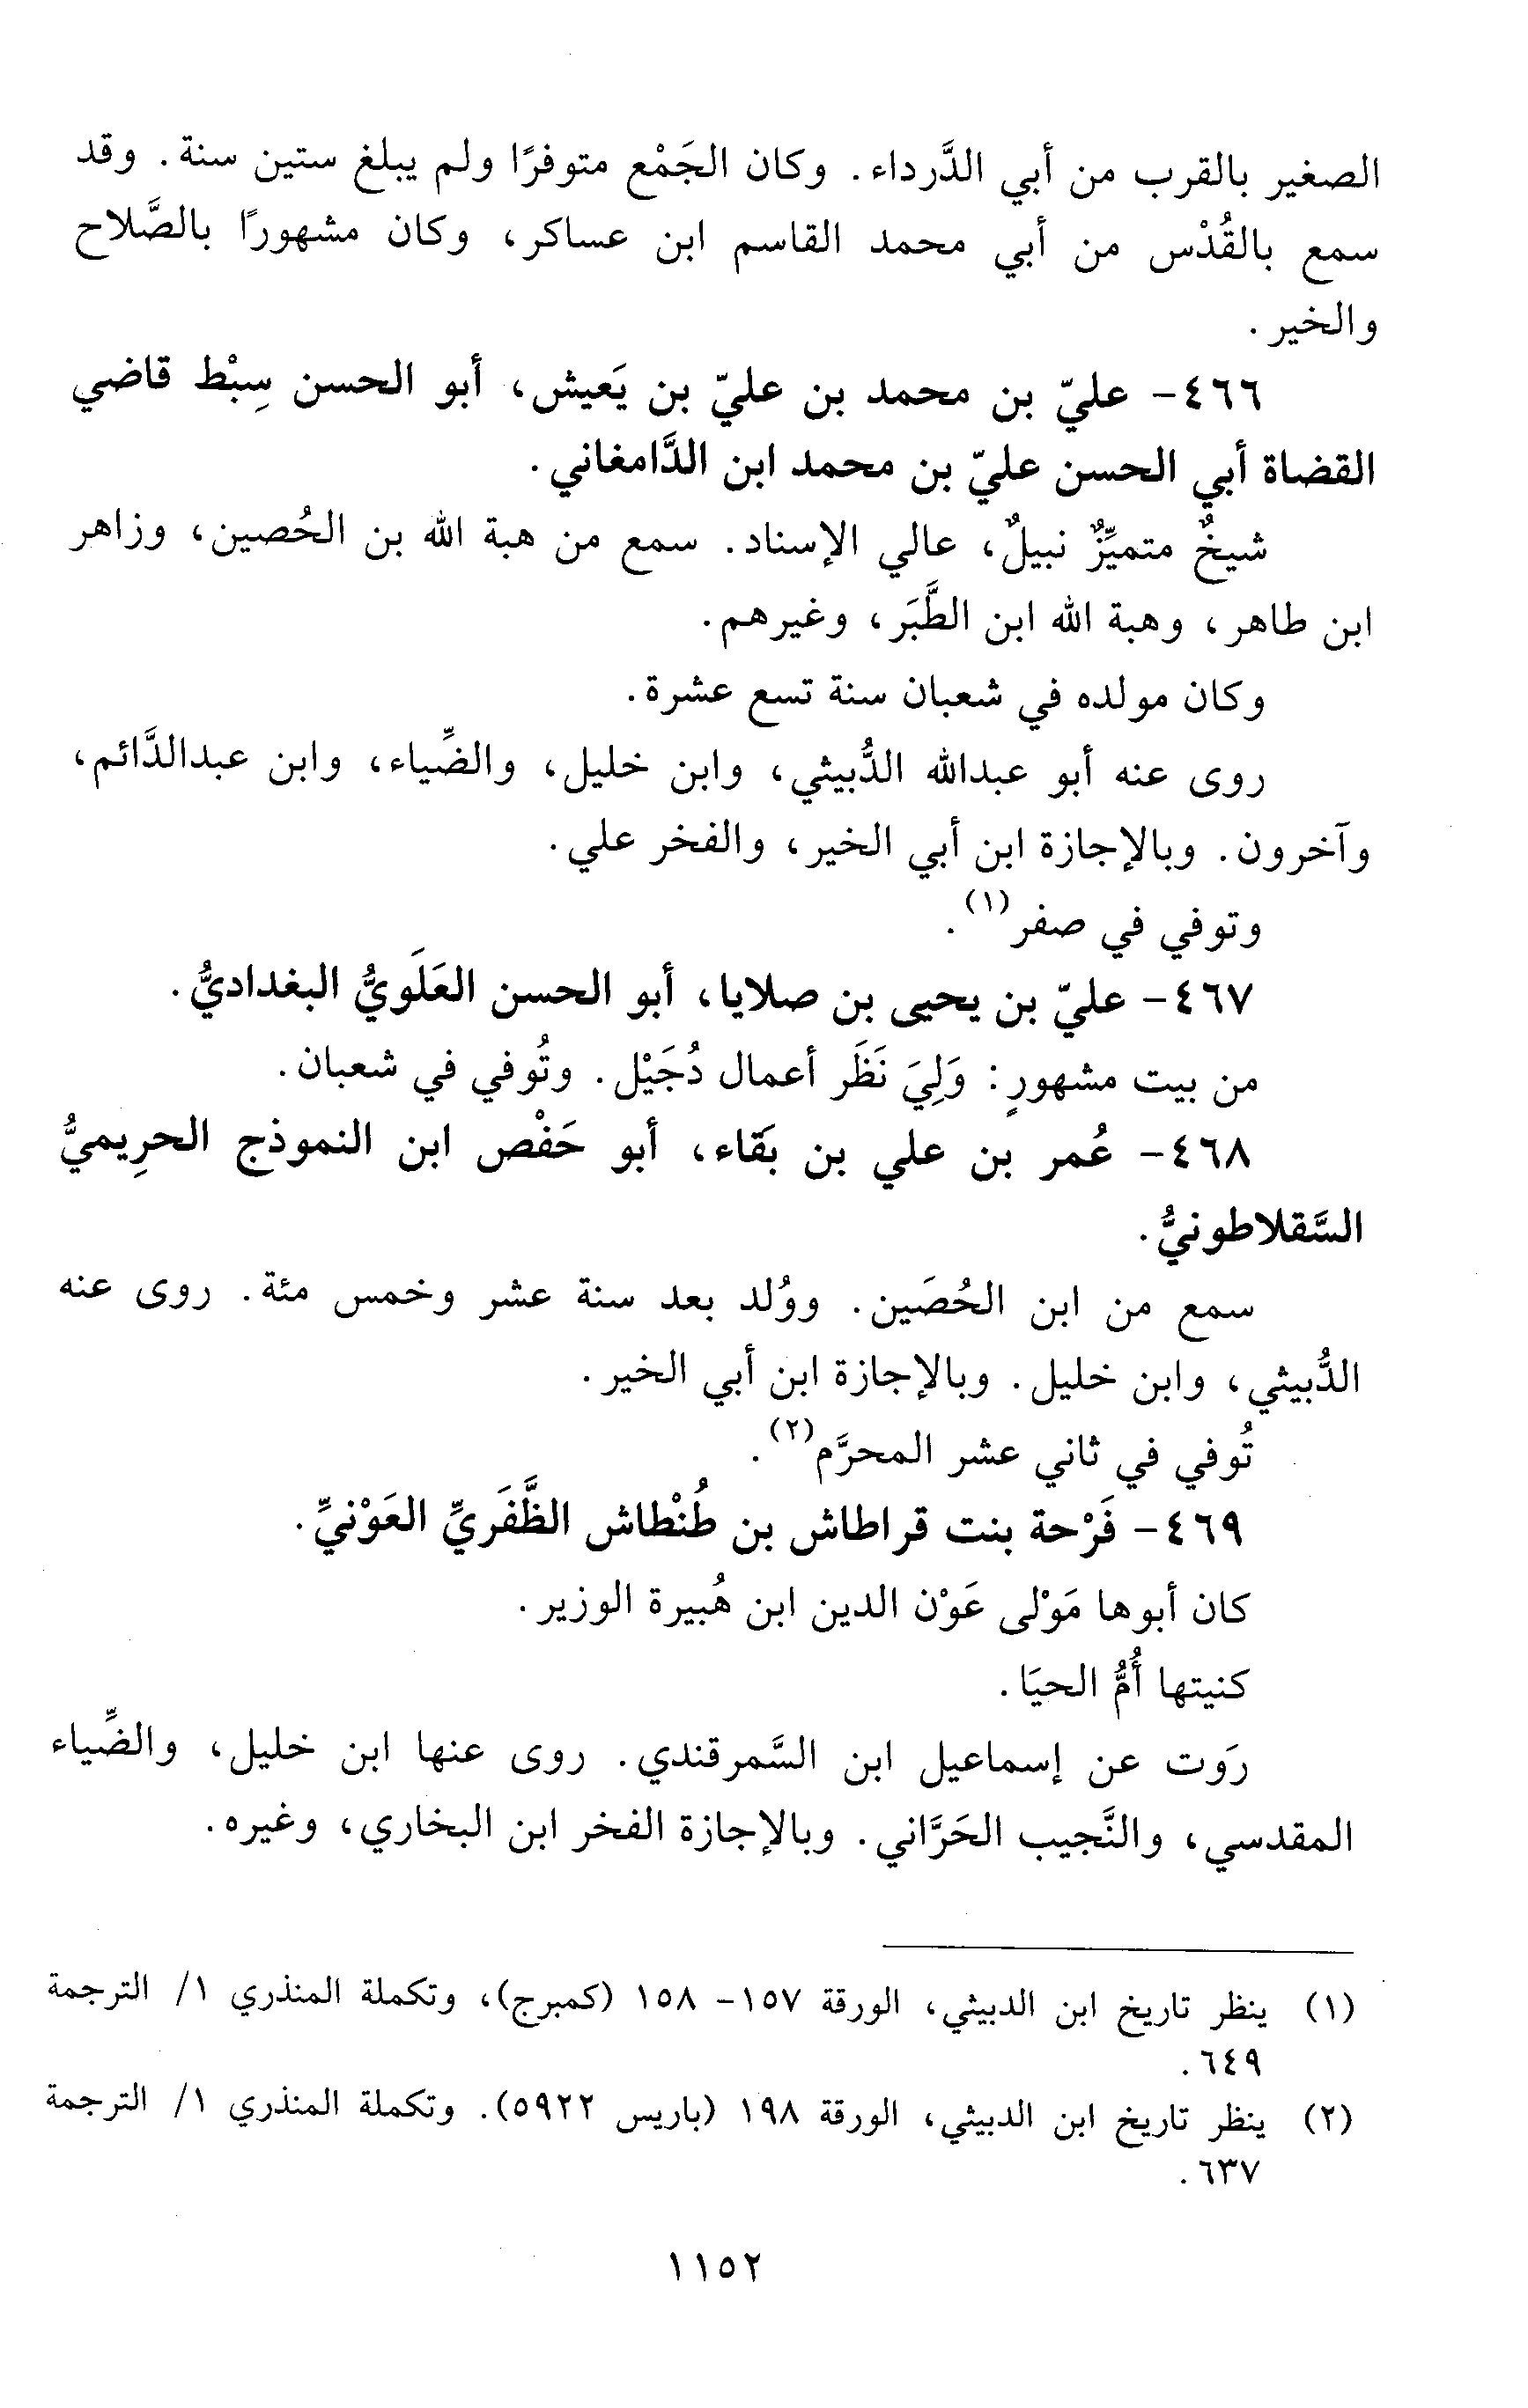 الصغير بالقرب من أبي الدَّرداء. وكان الجَمْع متوفرًا ولم يبلغ ستين سنة. وقد
سمع بالقُدْس من أبي محمد القاسم ابن عساكر، وكان مشهورًا بالصَّلاح
والخير.
٤٦٦- عليّ بن محمد بن عليّ بن يَعيش، أبو الحسن سِبْط قاضي
القضاة أبي الحسن عليّ بن محمد ابن الدَّامغاني.
شيخٌ متميِّزٌ نبيلٌ، عالي الإسناد. سمع من هبة الله بن الحُصين، وزاهر
ابن طاهر، وهبة الله ابن الطَّبَر، وغيرهم.
وكان مولده في شعبان سنة تسع عشرة.
روى عنه أبو عبدالله الدُّبيثي، وابن خليل، والضِّياء، وابن عبدالدَّائم،
وآخرون. وبالإجازة ابن أبي الخير، والفخر علي.
وتوفي في صفر(١).
٤٦٧- عليّ بن يحيى بن صلايا، أبو الحسن العَلَويُّ البغداديُّ.
من بيت مشهورٍ: وَلِيَ نَظَر أعمال دُجَيْل. وتُوفي في شعبان.
٤٦٨- عُمر بن علي بن بَقَاء، أبو حَفْص ابن النموذج الحرِيميُّ
السَّقلاطونيُّ.
سمع من ابن الحُصَين. ووُلد بعد سنة عشر وخمس مئة. روى عنه
الدُّبيثي، وابن خليل. وبالإجازة ابن أبي الخير.
تُوفي في ثاني عشر المحرَّم(٢).
٤٦٩- فَرْحة بنت قراطاش بن طُنْطاش الظَّفَريِّ العَوْنيِّ.
كان أبوها مَوْلى عَوْن الدين ابن هُبيرة الوزير.
كنيتها أُمُّ الحيَا.
رَوت عن إسماعيل ابن السَّمرقندي. روى عنها ابن خليل، والضِّياء
المقدسي، والنَّجيب الحَرَّاني. وبالإجازة الفخر ابن البخاري، وغيره.
(١) ينظر تاريخ ابن الدبيثي، الورقة ١٥٧- ١٥٨ (كمبرج)، وتكملة المنذري ١/ الترجمة
٦٤٩.
(٢) ينظر تاريخ ابن الدبيثي، الورقة ١٩٨ (باريس ٥٩٢٢). وتكملة المنذري ١/ الترجمة
٦٣٧.
١١٥٢